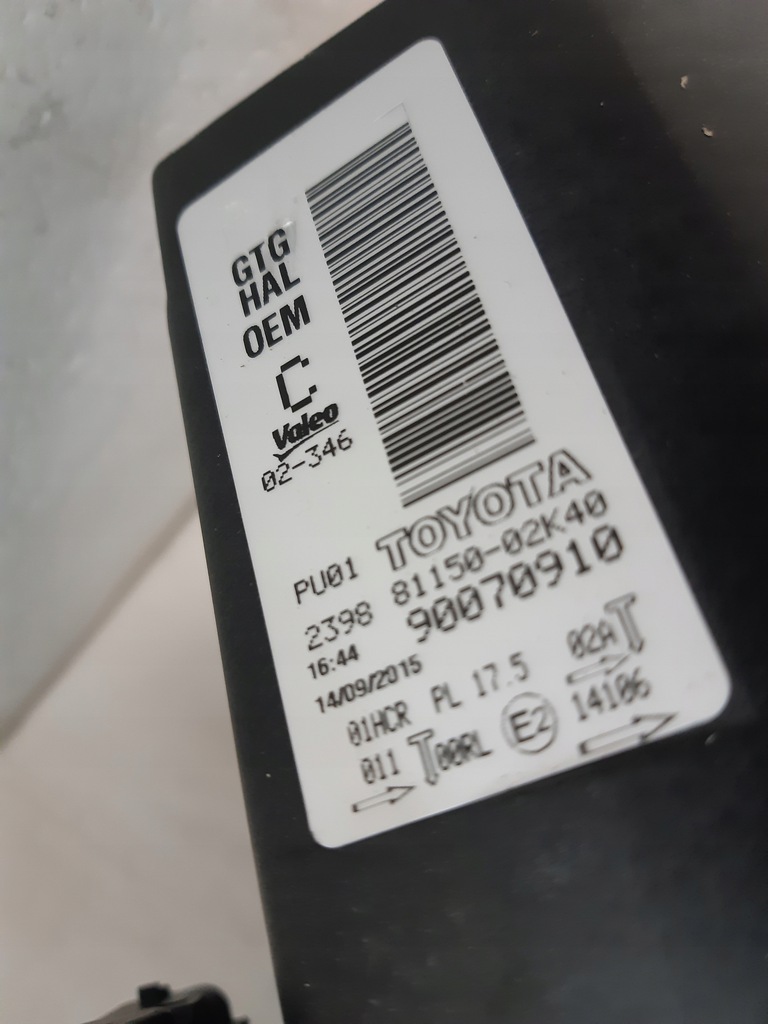 GTG
HAL
OEM
C
Valeo
02-346
TOYOTA
PU01 81150-02K40
2398 90070910
16:44
14/09/2015
01HCR PL 17.5 02A
011 00RL E2 14106